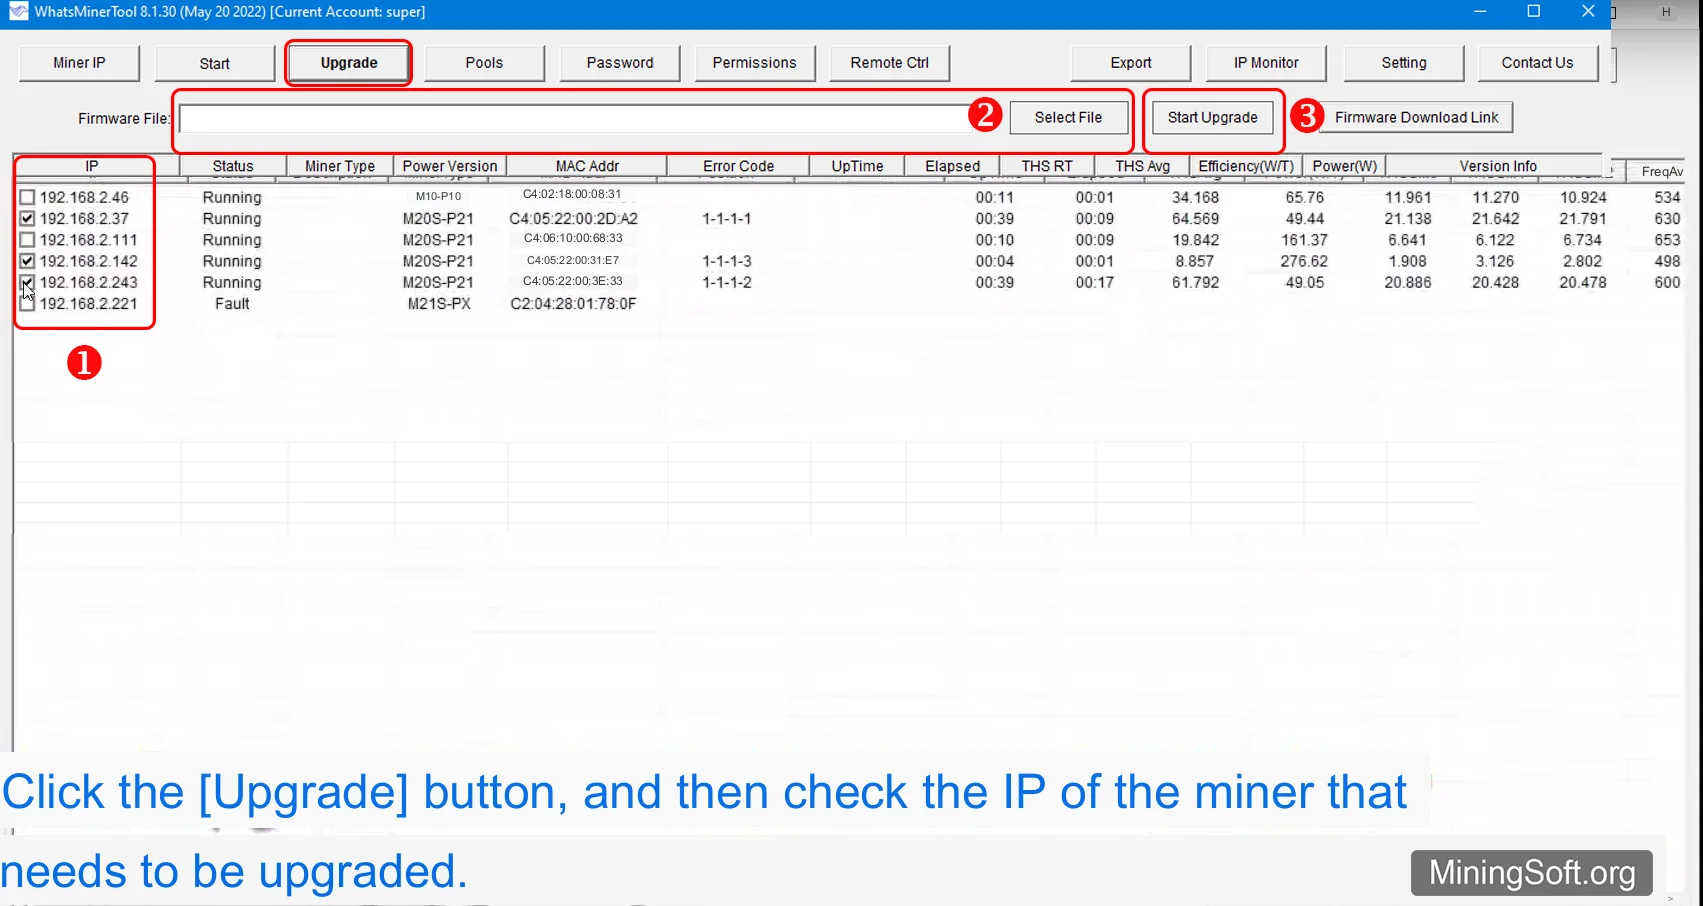 WhatsMinerTool 8.1.30 (May 20 2022) [Current Account: super]
H
Miner IP Start Upgrade Pools Password Permissions Remote Ctrl Export IP Monitor Setting Contact Us
Firmware File: 2 Select File Start Upgrade 3 Firmware Download Link
IP Status Miner Type Power Version MAC Addr Error Code UpTime Elapsed THS RT THS Avg Efficiency(W/T) Power(W) Version Info FreqAv
192.168.2.46 Running M10-P10 C4:02:18:00:08:31 00:11 00:01 34.168 65.76 11.961 11.270 10.924 534
192.168.2.37 Running M20S-P21 C4:05:22:00:2D:A2 1-1-1-1 00:39 00:09 64.569 49.44 21.138 21.642 21.791 630
192.168.2.111 Running M20S-P21 C4:06:10:00:68:33 00:10 00:09 19.842 161.37 6.641 6.122 6.734 653
192.168.2.142 Running M20S-P21 C4:05:22:00:31:E7 1-1-1-3 00:04 00:01 8.857 276.62 1.908 3.126 2.802 498
192.168.2.243 Running M20S-P21 C4:05:22:00:3E:33 1-1-1-2 00:39 00:17 61.792 49.05 20.886 20.428 20.478 600
192.168.2.221 Fault M21S-PX C2:04:28:01:78:0F
1
Click the [Upgrade] button, and then check the IP of the miner that
needs to be upgraded.
MiningSoft.org